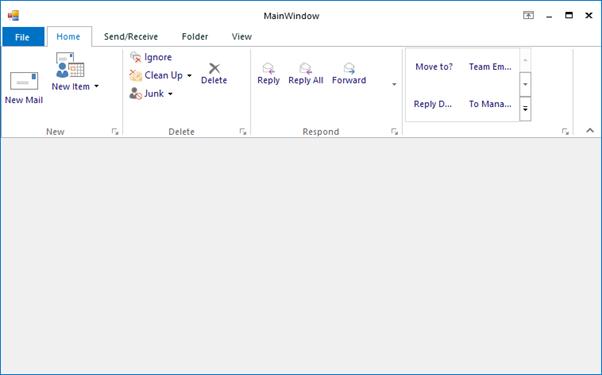 MainWindow
File Home Send/Receive Folder View
New Mail
New Item
New
Ignore
Clean Up
Junk
Delete
Delete
Reply Reply All Forward
Respond
Move to? Team Em...
Reply D... To Mana...